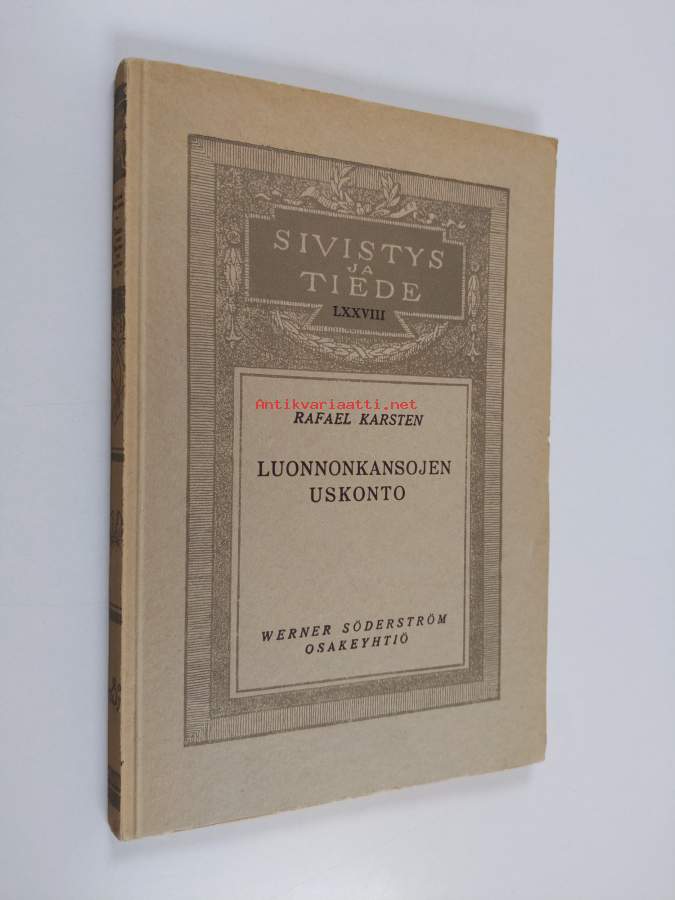 SIVISTYS
JA
TIEDE
LXXVIII
Antikvariaatti.net
RAFAEL KARSTEN
LUONNONKANSOJEN
USKONTO
WERNER SÖDERSTRÖM
OSAKEYHTIÖ